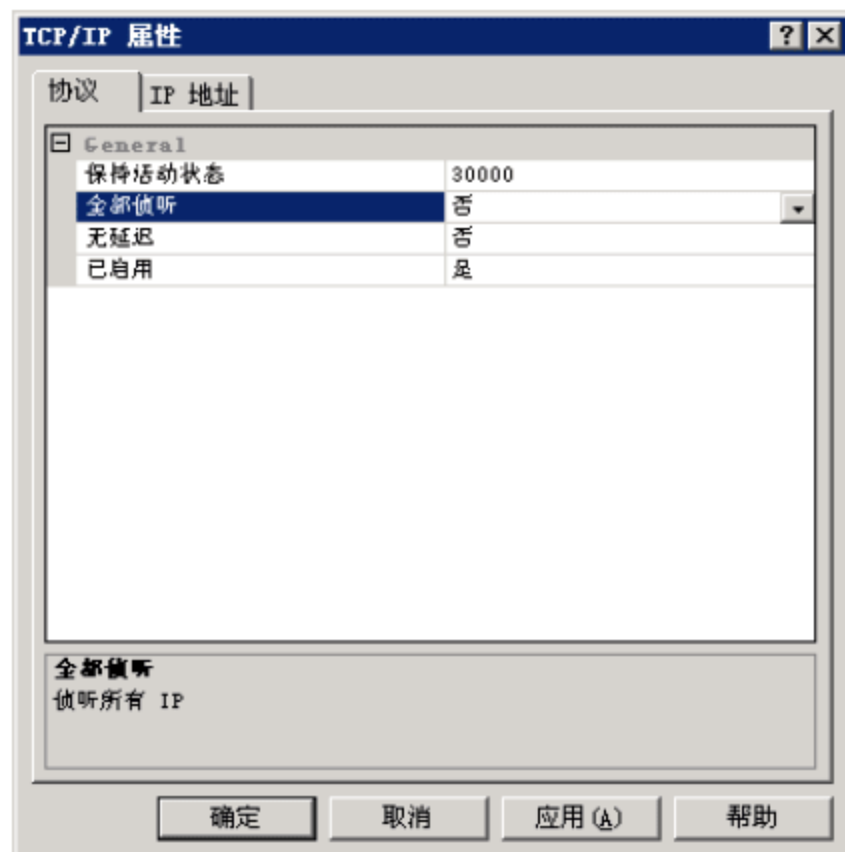 TCP/IP 属性
协议
IP 地址
General
保持活动状态 30000
全部侦听 否
无延迟 否
已启用 是
全部侦听
侦听所有 IP
确定 取消 应用(A) 帮助